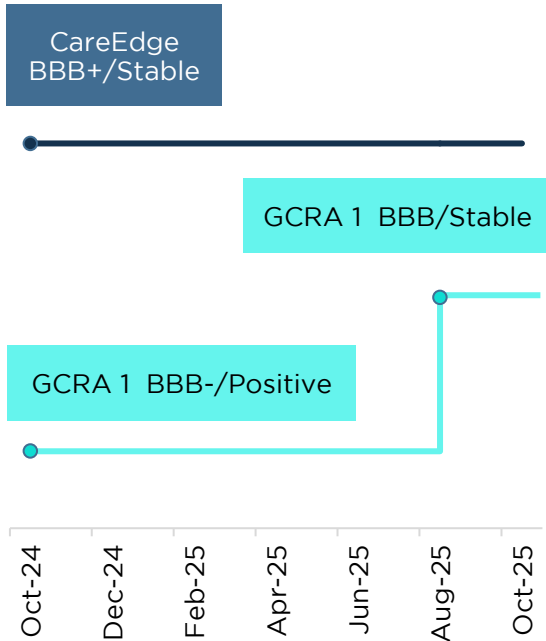 CareEdge
BBB+/Stable
GCRA 1 BBB/Stable
GCRA 1 BBB-/Positive
Oct-24
Dec-24
Feb-25
Apr-25
Jun-25
Aug-25
Oct-25